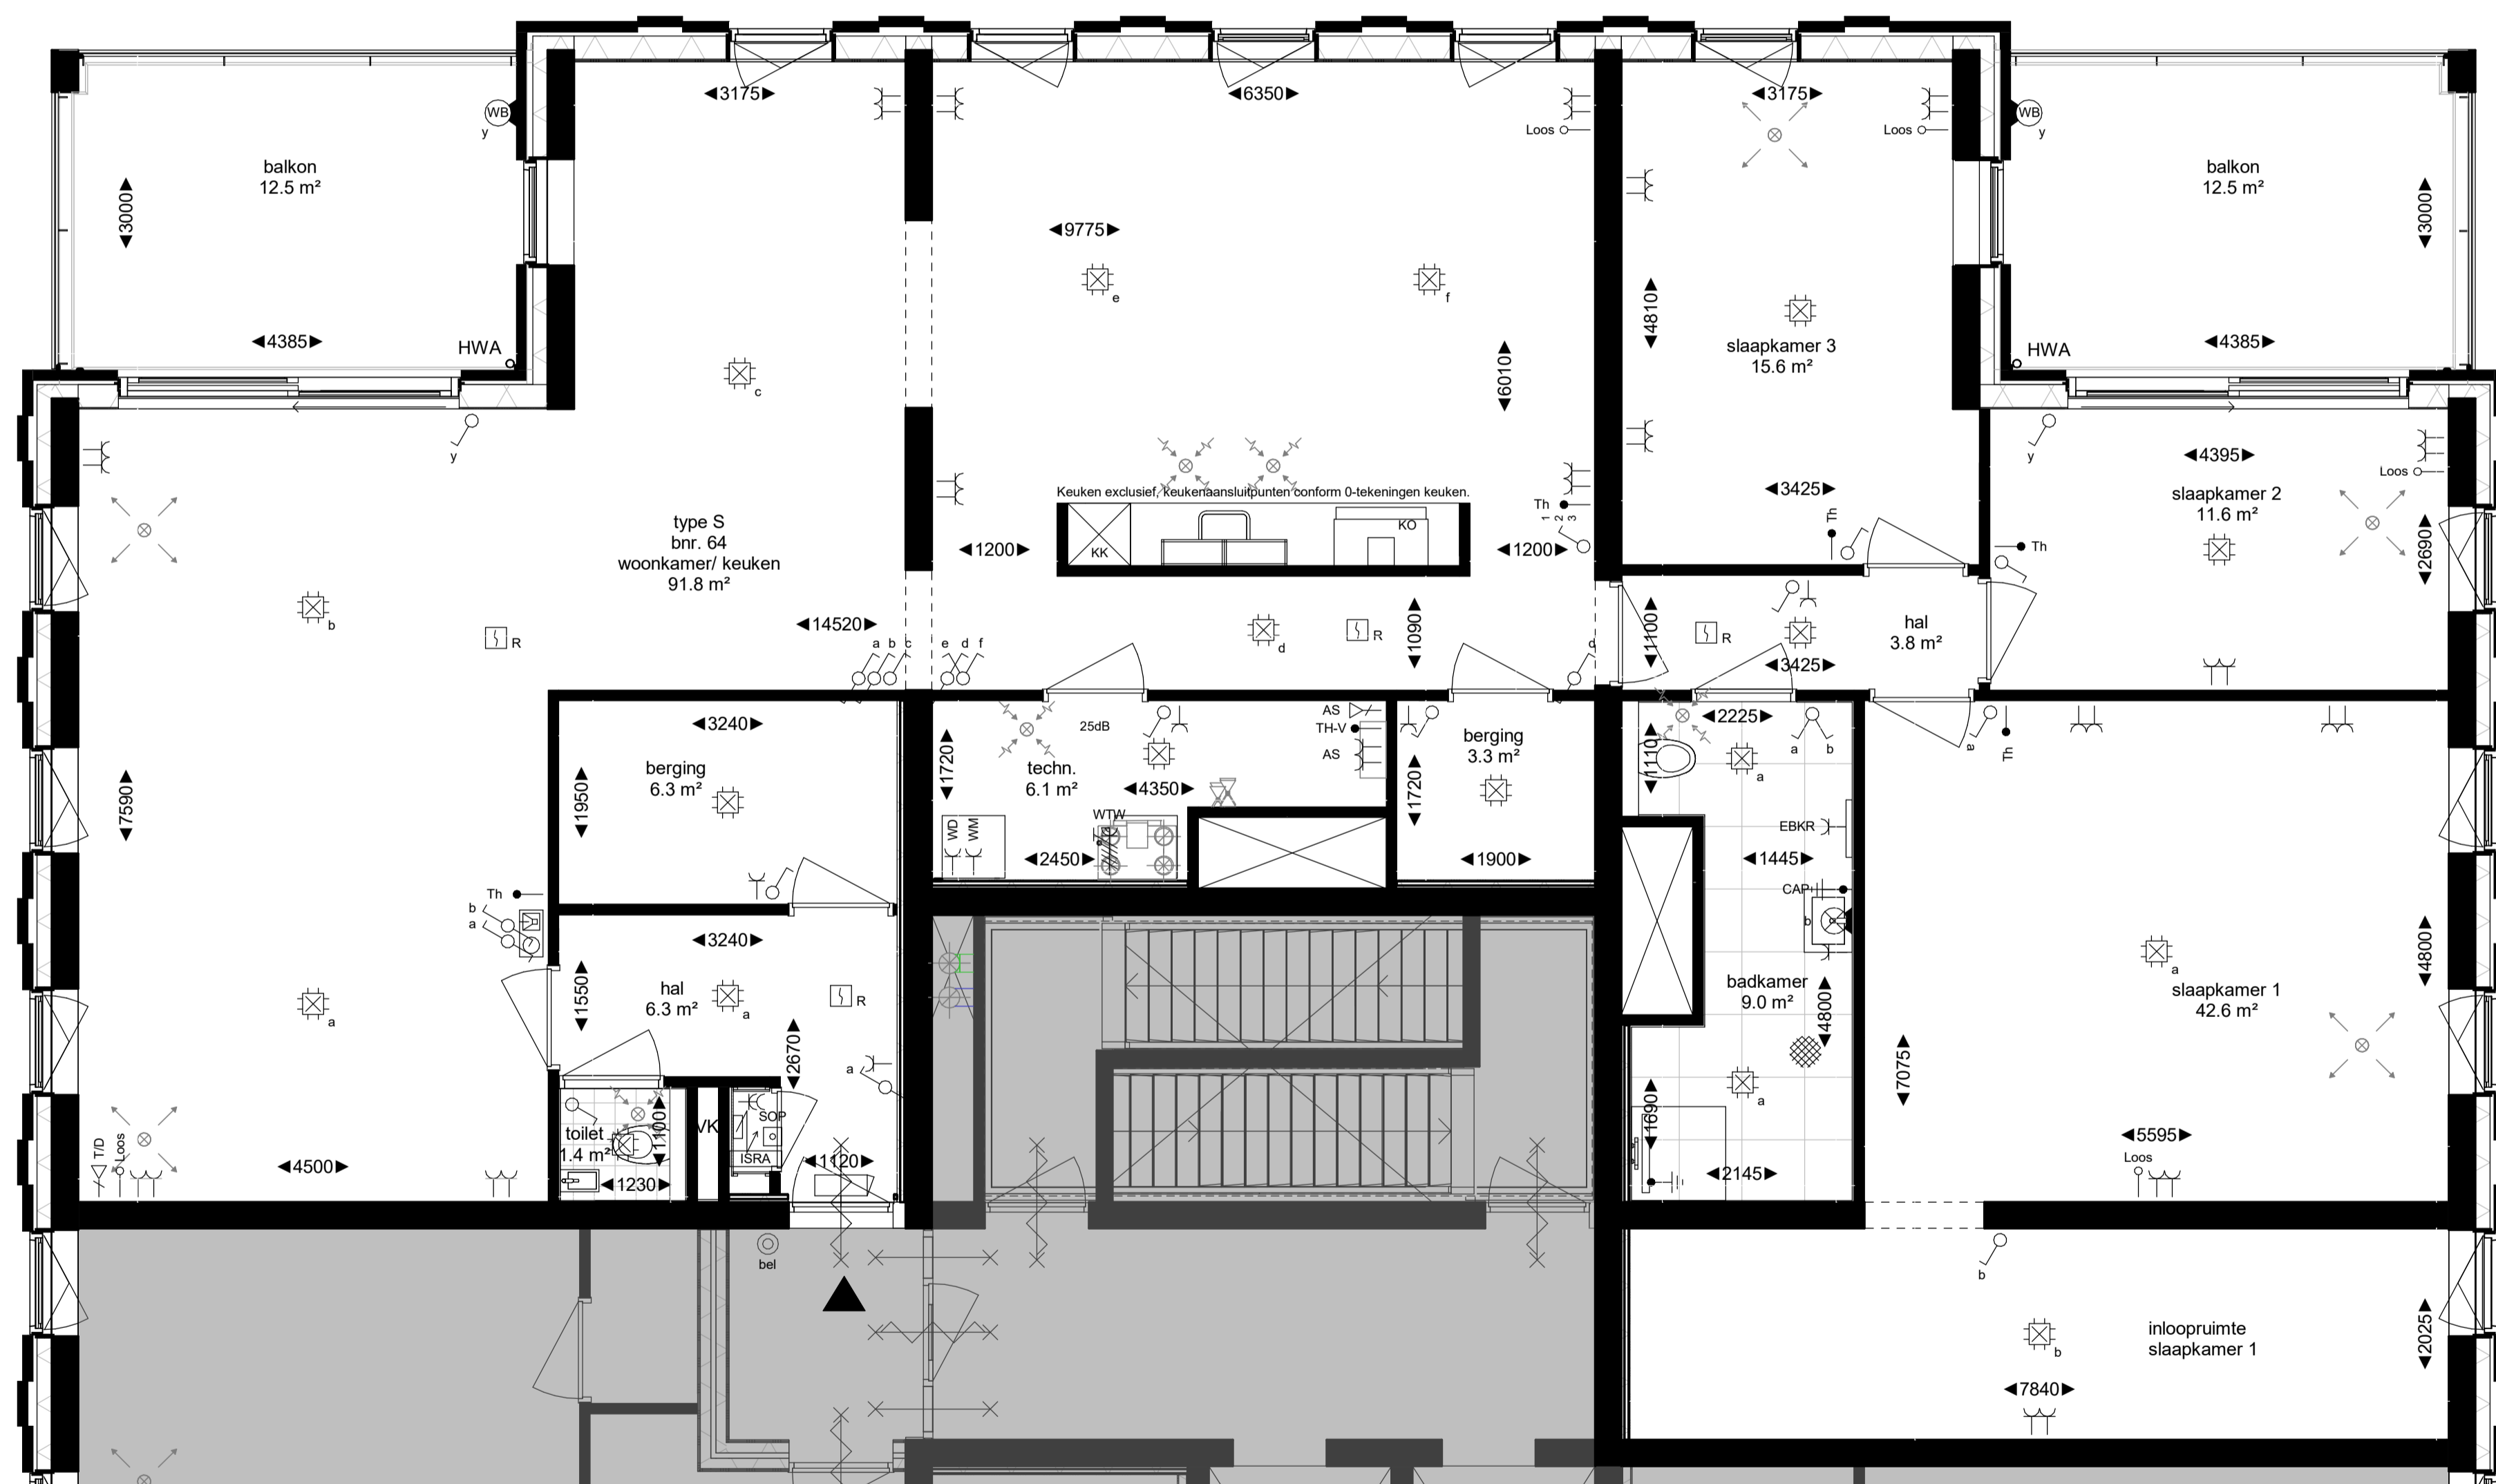 3175
6350
3175
WB
y
WB
y
Loos
Loos
balkon
12.5 m²
balkon
12.5 m²
3000
3000
9775
e
f
4810
4385
HWA
HWA
4385
slaapkamer 3
15.6 m²
c
6010
y
y
4395
Loos
Keuken exclusief, keukenaansluitpunten conform 0-tekeningen keuken.
3425
slaapkamer 2
11.6 m²
Th
1 2 3
Th
type S
bnr. 64
woonkamer/ keuken
91.8 m²
KK
KO
1200
1200
Th
2690
b
R
14520
a b c
e d f
d
R
1090
d
1100
R
3425
hal
3.8 m²
3240
25dB
AS
TH-V
AS
berging
3.3 m²
2225
a
b
a
Th
1110
a
berging
6.3 m²
1950
1720
techn.
6.1 m²
4350
1720
7590
WD
WM
WTW
2450
1900
EBKR
1445
CAP
b
Th
b
a
3240
hal
6.3 m²
1550
a
R
2670
a
badkamer
9.0 m²
4800
a
4800
slaapkamer 1
42.6 m²
a
7075
1690
2145
5595
Loos
T/D
Loos
4500
toilet
1.4 m²
1100
1230
VK
SOP
ISRA
1120
bel
b
b
inloopruimte
slaapkamer 1
2025
7840